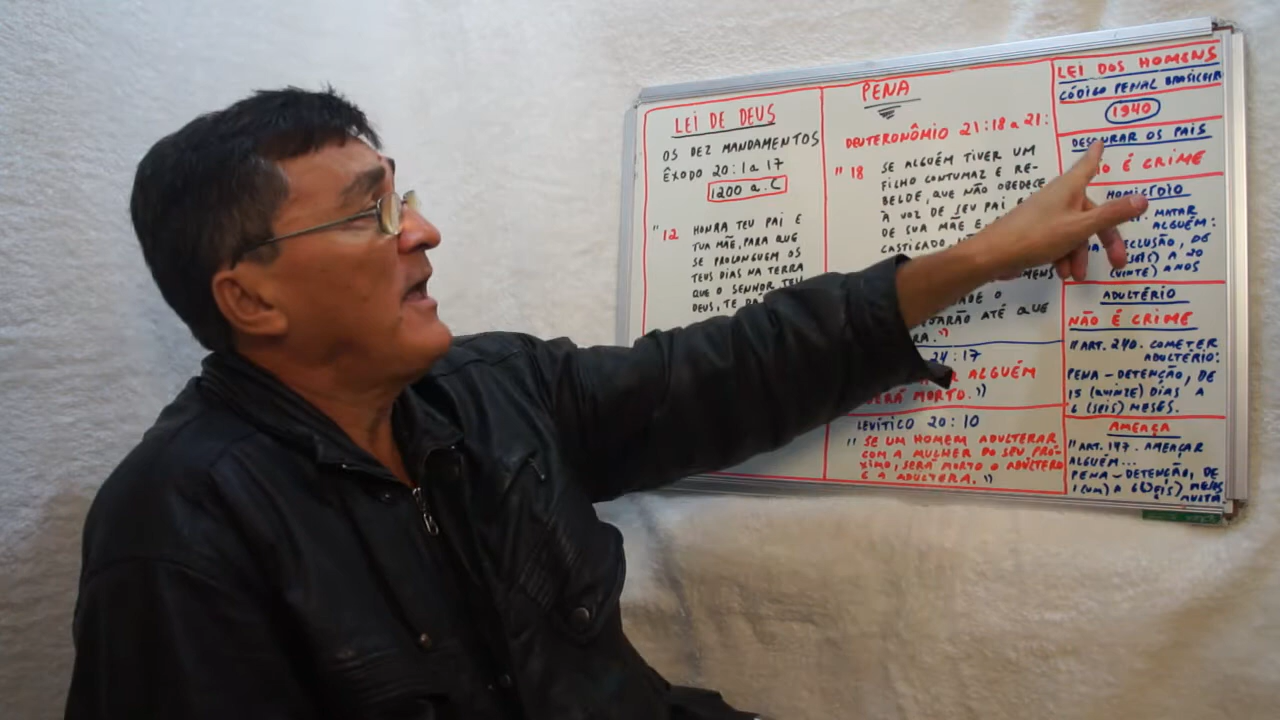 LEI DE DEUS
OS DEZ MANDAMENTOS
ÊXODO 20:1 a 17
1200 a.C
"12 HONRA TEU PAI E
TUA MÃE, PARA QUE
SE PROLONGUEM OS
TEUS DIAS NA TERRA
QUE O SENHOR TEU
DEUS, TE
PENA
DEUTERONÔMIO 21:18 a 21:
"18 SE ALGUÉM TIVER UM
FILHO CONTUMAZ E RE-
BELDE, QUE NÃO OBEDECE
À VOZ DE SEU PAI E
DE SUA MÃE E,
CASTIGADO,
O
ATÉ QUE
24:17
ALGUÉM
SERÁ MORTO."
LEVÍTICO 20:10
"SE UM HOMEM ADULTERAR
COM A MULHER DO SEU PRÓ-
XIMO, SERÁ MORTO O ADÚLTERO
E A ADÚLTERA."
LEI DOS HOMENS
CÓDIGO PENAL BRASILEIR
1940
OS PAIS
É CRIME
HOMICÍDIO
MATAR
ALGUÉM:
DE
(SEIS) A 20
(VINTE) ANOS
ADULTÉRIO
NÃO É CRIME
"ART. 240. COMETER
ADULTÉRIO:
PENA - DETENÇÃO, DE
15 (QUINZE) DIAS A
6 (SEIS) MESES.
AMEAÇA
"ART. 147. AMEAÇAR
ALGUÉM...
PENA - DETENÇÃO, DE
1 (UM) A 6 (SEIS) MESES
MULTA